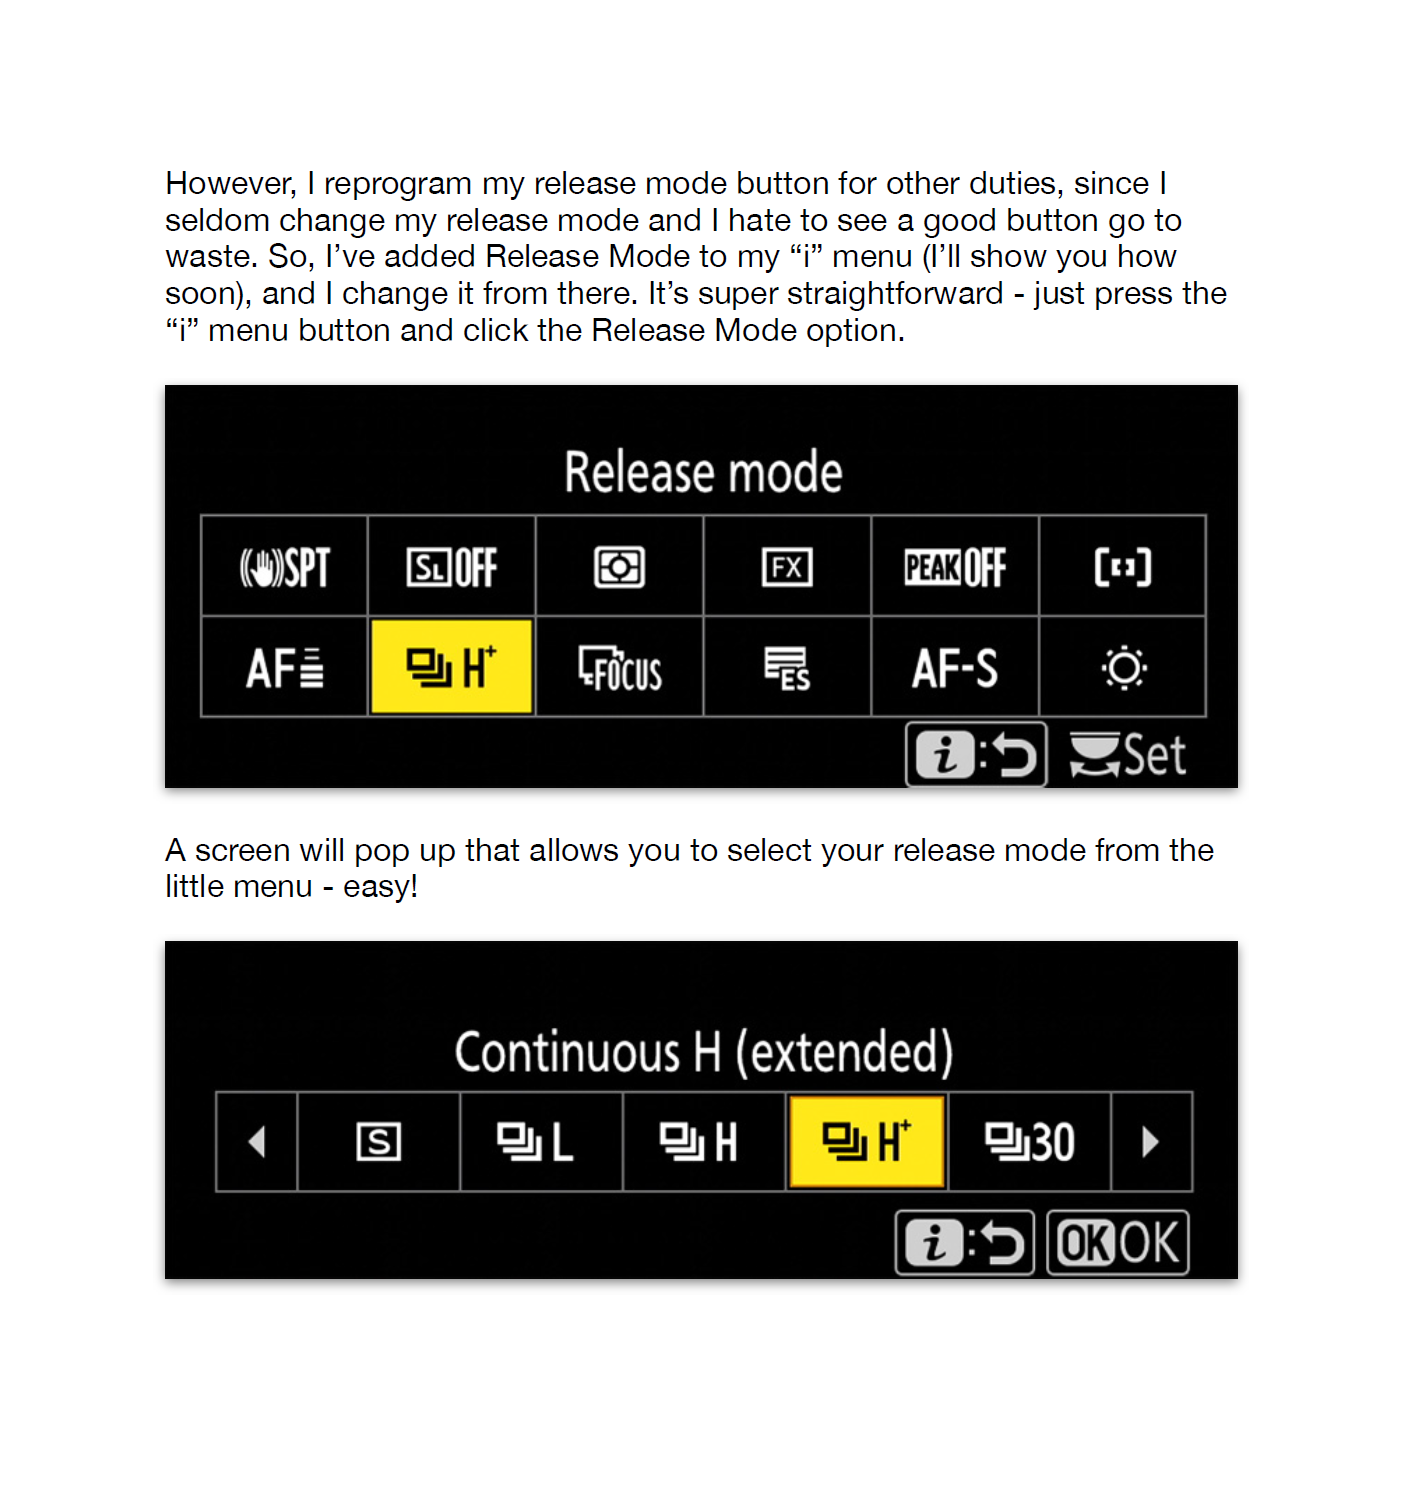 However, I reprogram my release mode button for other duties, since I
seldom change my release mode and I hate to see a good button go to
waste. So, I’ve added Release Mode to my “i” menu (I’ll show you how
soon), and I change it from there. It’s super straightforward - just press the
“i” menu button and click the Release Mode option.
Release mode
SPT SL OFF FX PEAK OFF
AF H+ FOCUS ES AF-S
i : Set
A screen will pop up that allows you to select your release mode from the
little menu - easy!
Continuous H (extended)
S L H H+ 30
i : OK OK